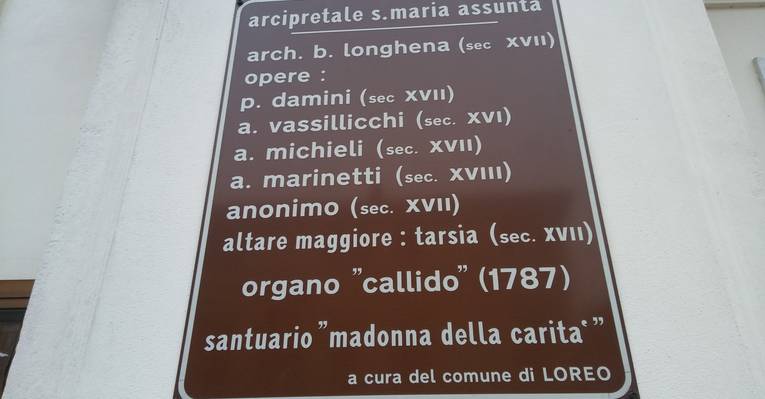 arcipretale s.maria assunta
arch. b. longhena (sec XVII)
opere :
p. damini (sec XVII)
a. vassillicchi (sec. XVI)
a. michieli (sec. XVII)
a. marinetti (sec. XVIII)
anonimo (sec. XVII)
altare maggiore : tarsia (sec. XVII)
organo "callido" (1787)
santuario "madonna della carita'"
a cura del comune di LOREO